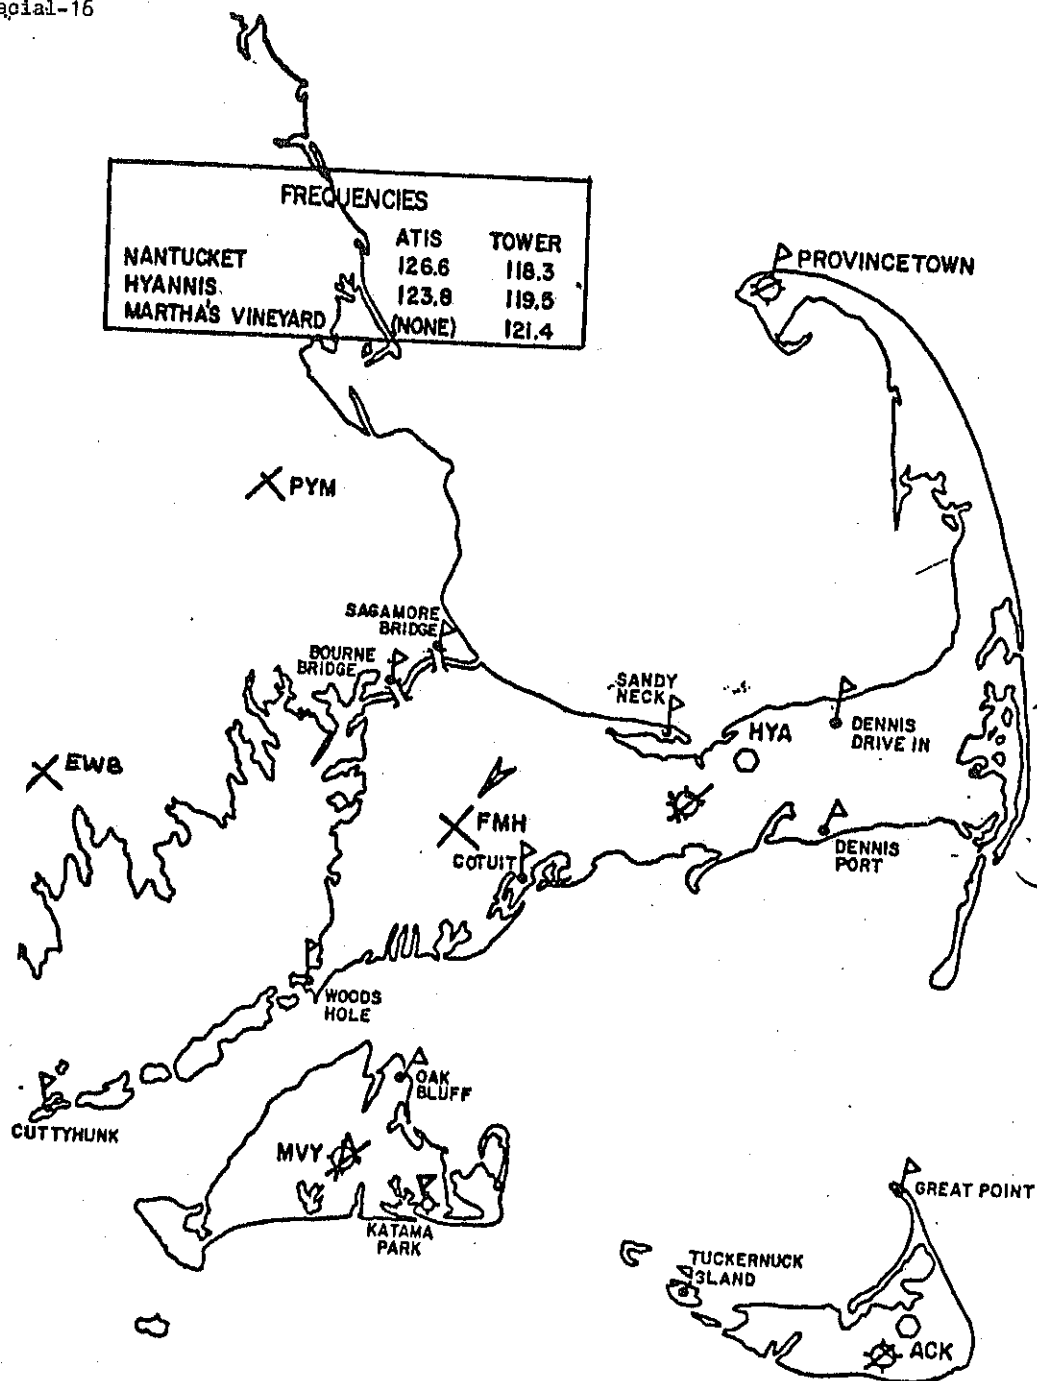 acial-16
FREQUENCIES
ATIS TOWER
NANTUCKET 126.6 118.3
HYANNIS. 123.8 119.5
MARTHA'S VINEYARD (NONE) 121.4
PROVINCETOWN
PYM
SAGAMORE
BRIDGE
BOURNE
BRIDGE
SANDY
NECK
HYA
DENNIS
DRIVE IN
EWB
FMH
COTUIT
DENNIS
PORT
WOODS
HOLE
OAK
BLUFF
CUTTYHUNK
MVY
KATAMA
PARK
GREAT POINT
TUCKERNUCK
ISLAND
ACK